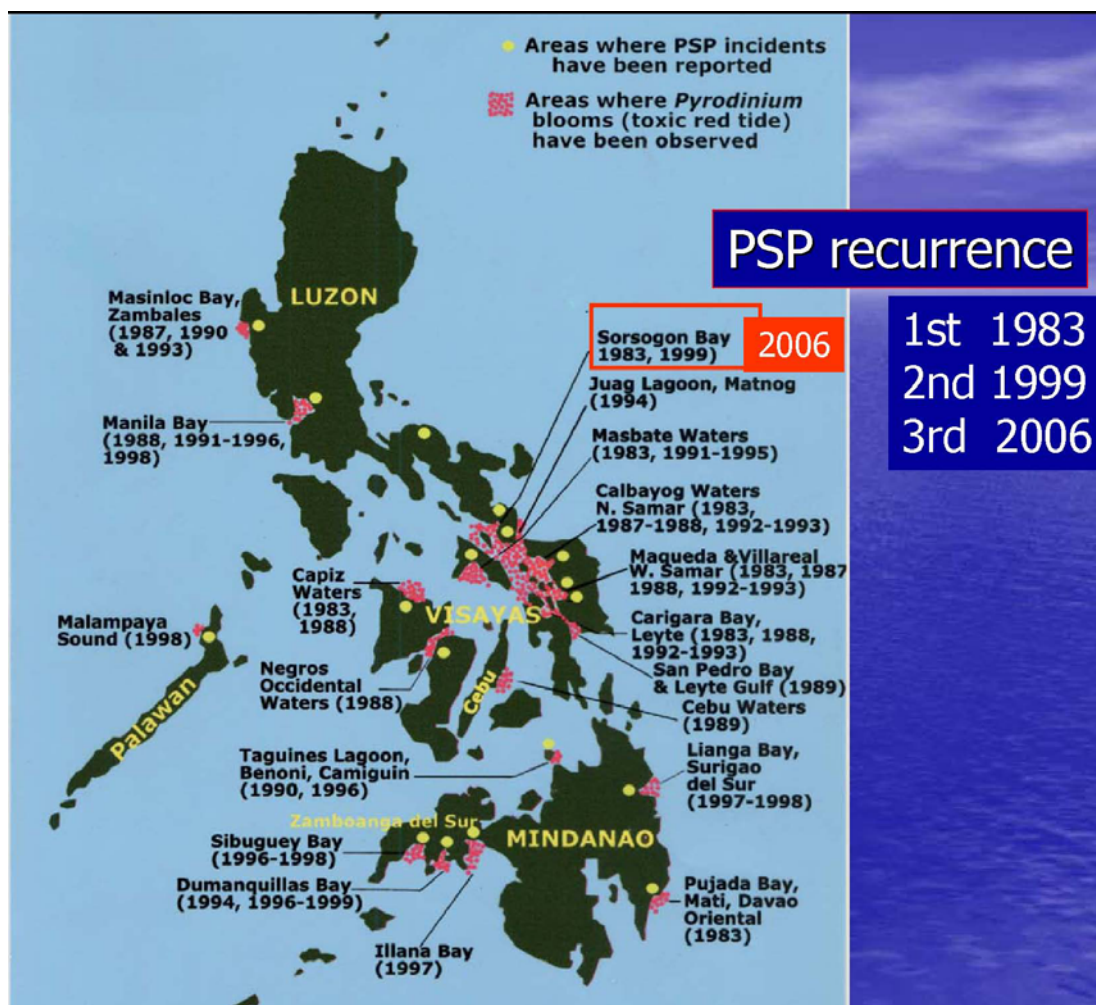 Areas where PSP incidents
have been reported
Areas where Pyrodinium
blooms (toxic red tide)
have been observed
PSP recurrence
1st 1983
2nd 1999
3rd 2006
LUZON
Masinloc Bay,
Zambales
(1987, 1990
& 1993)
Manila Bay
(1988, 1991-1996,
1998)
Sorsogon Bay
1983, 1999)
2006
Juag Lagoon, Matnog
(1994)
Masbate Waters
(1983, 1991-1995)
Calbayog Waters
N. Samar (1983,
1987-1988, 1992-1993)
Maqueda &Villareal
W. Samar (1983, 1987
1988, 1992-1993)
Carigara Bay,
Leyte (1983, 1988,
1992-1993)
San Pedro Bay
& Leyte Gulf (1989)
Cebu Waters
(1989)
Capiz
Waters
(1983,
1988)
VISAYAS
Malampaya
Sound (1998)
Negros
Occidental
Waters (1988)
Cebu
Palawan
Taguines Lagoon,
Benoni, Camiguin
(1990, 1996)
Lianga Bay,
Surigao
del Sur
(1997-1998)
Zamboanga del Sur
MINDANAO
Sibuguey Bay
(1996-1998)
Dumanquillas Bay
(1994, 1996-1999)
Illana Bay
(1997)
Pujada Bay,
Mati, Davao
Oriental
(1983)